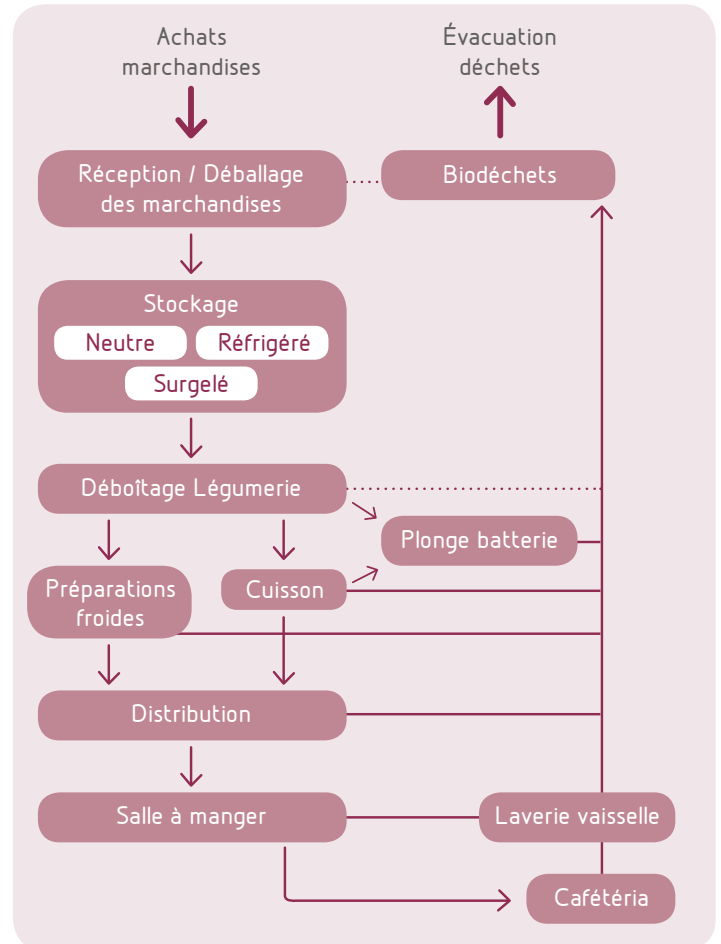 Achats
marchandises
Évacuation
déchets
Réception / Déballage
des marchandises
Biodéchets
Stockage
Neutre
Réfrigéré
Surgelé
Déboîtage Légumerie
Plonge batterie
Préparations
froides
Cuisson
Distribution
Salle à manger
Laverie vaisselle
Cafétéria